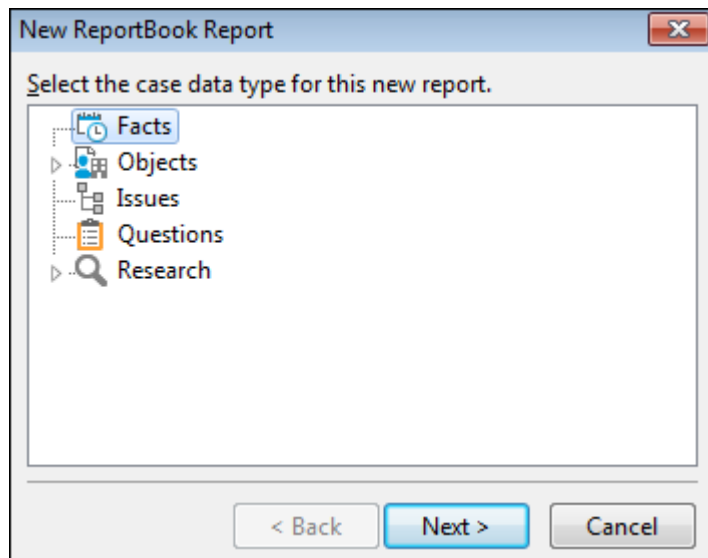 New ReportBook Report
Select the case data type for this new report.
Facts
Objects
Issues
Questions
Research
< Back Next > Cancel